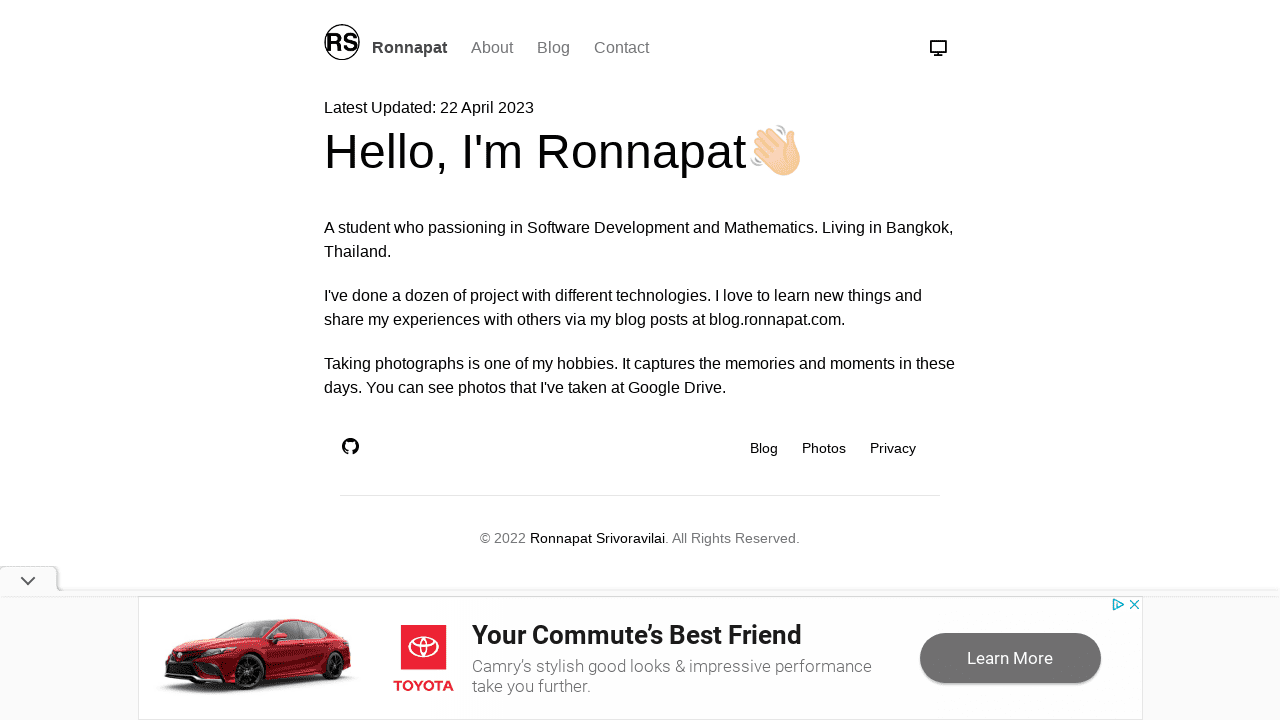 RS
Ronnapat About Blog Contact
Latest Updated: 22 April 2023
Hello, I'm Ronnapat👋🏻
A student who passioning in Software Development and Mathematics. Living in Bangkok,
Thailand.
I've done a dozen of project with different technologies. I love to learn new things and
share my experiences with others via my blog posts at blog.ronnapat.com.
Taking photographs is one of my hobbies. It captures the memories and moments in these
days. You can see photos that I've taken at Google Drive.
Blog Photos Privacy
© 2022 Ronnapat Srivoravilai. All Rights Reserved.
TOYOTA
Your Commute’s Best Friend
Camry's stylish good looks & impressive performance
take you further.
Learn More